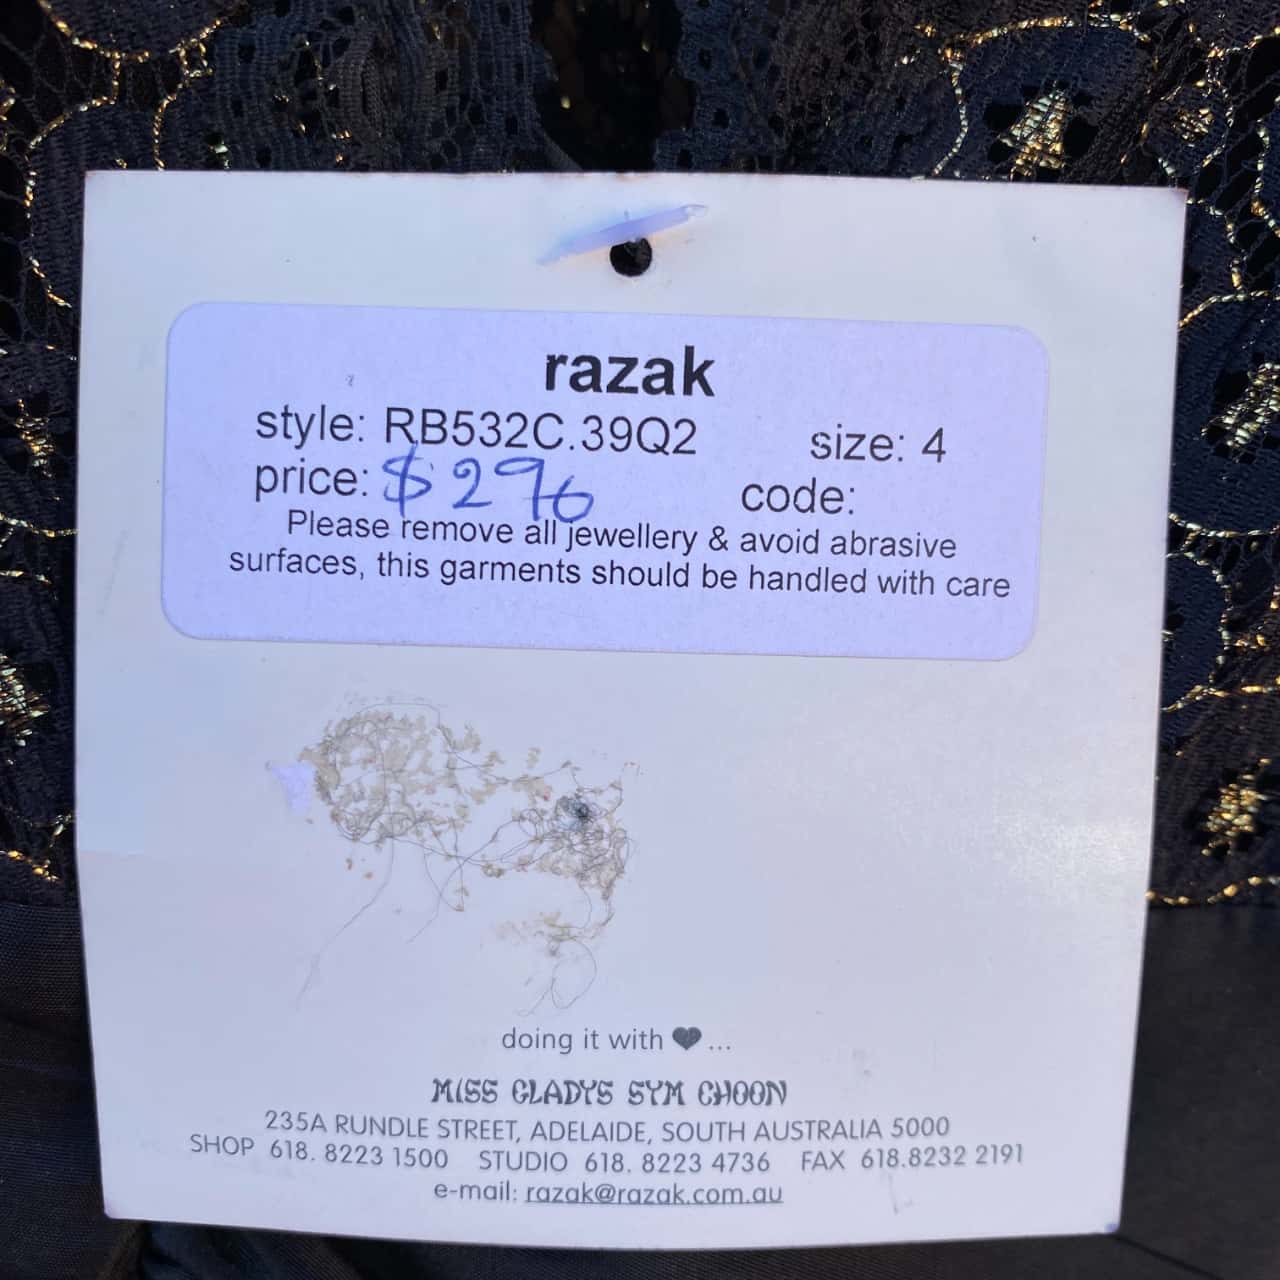 razak
style: RB532C.39Q2 size: 4
price: $296 code:
Please remove all jewellery & avoid abrasive
surfaces, this garments should be handled with care
doing it with ♥...
MISS GLADYS SYM CHOON
235A RUNDLE STREET, ADELAIDE, SOUTH AUSTRALIA 5000
SHOP 618. 8223 1500 STUDIO 618. 8223 4736 FAX 618.8232 2191
e-mail: razak@razak.com.au